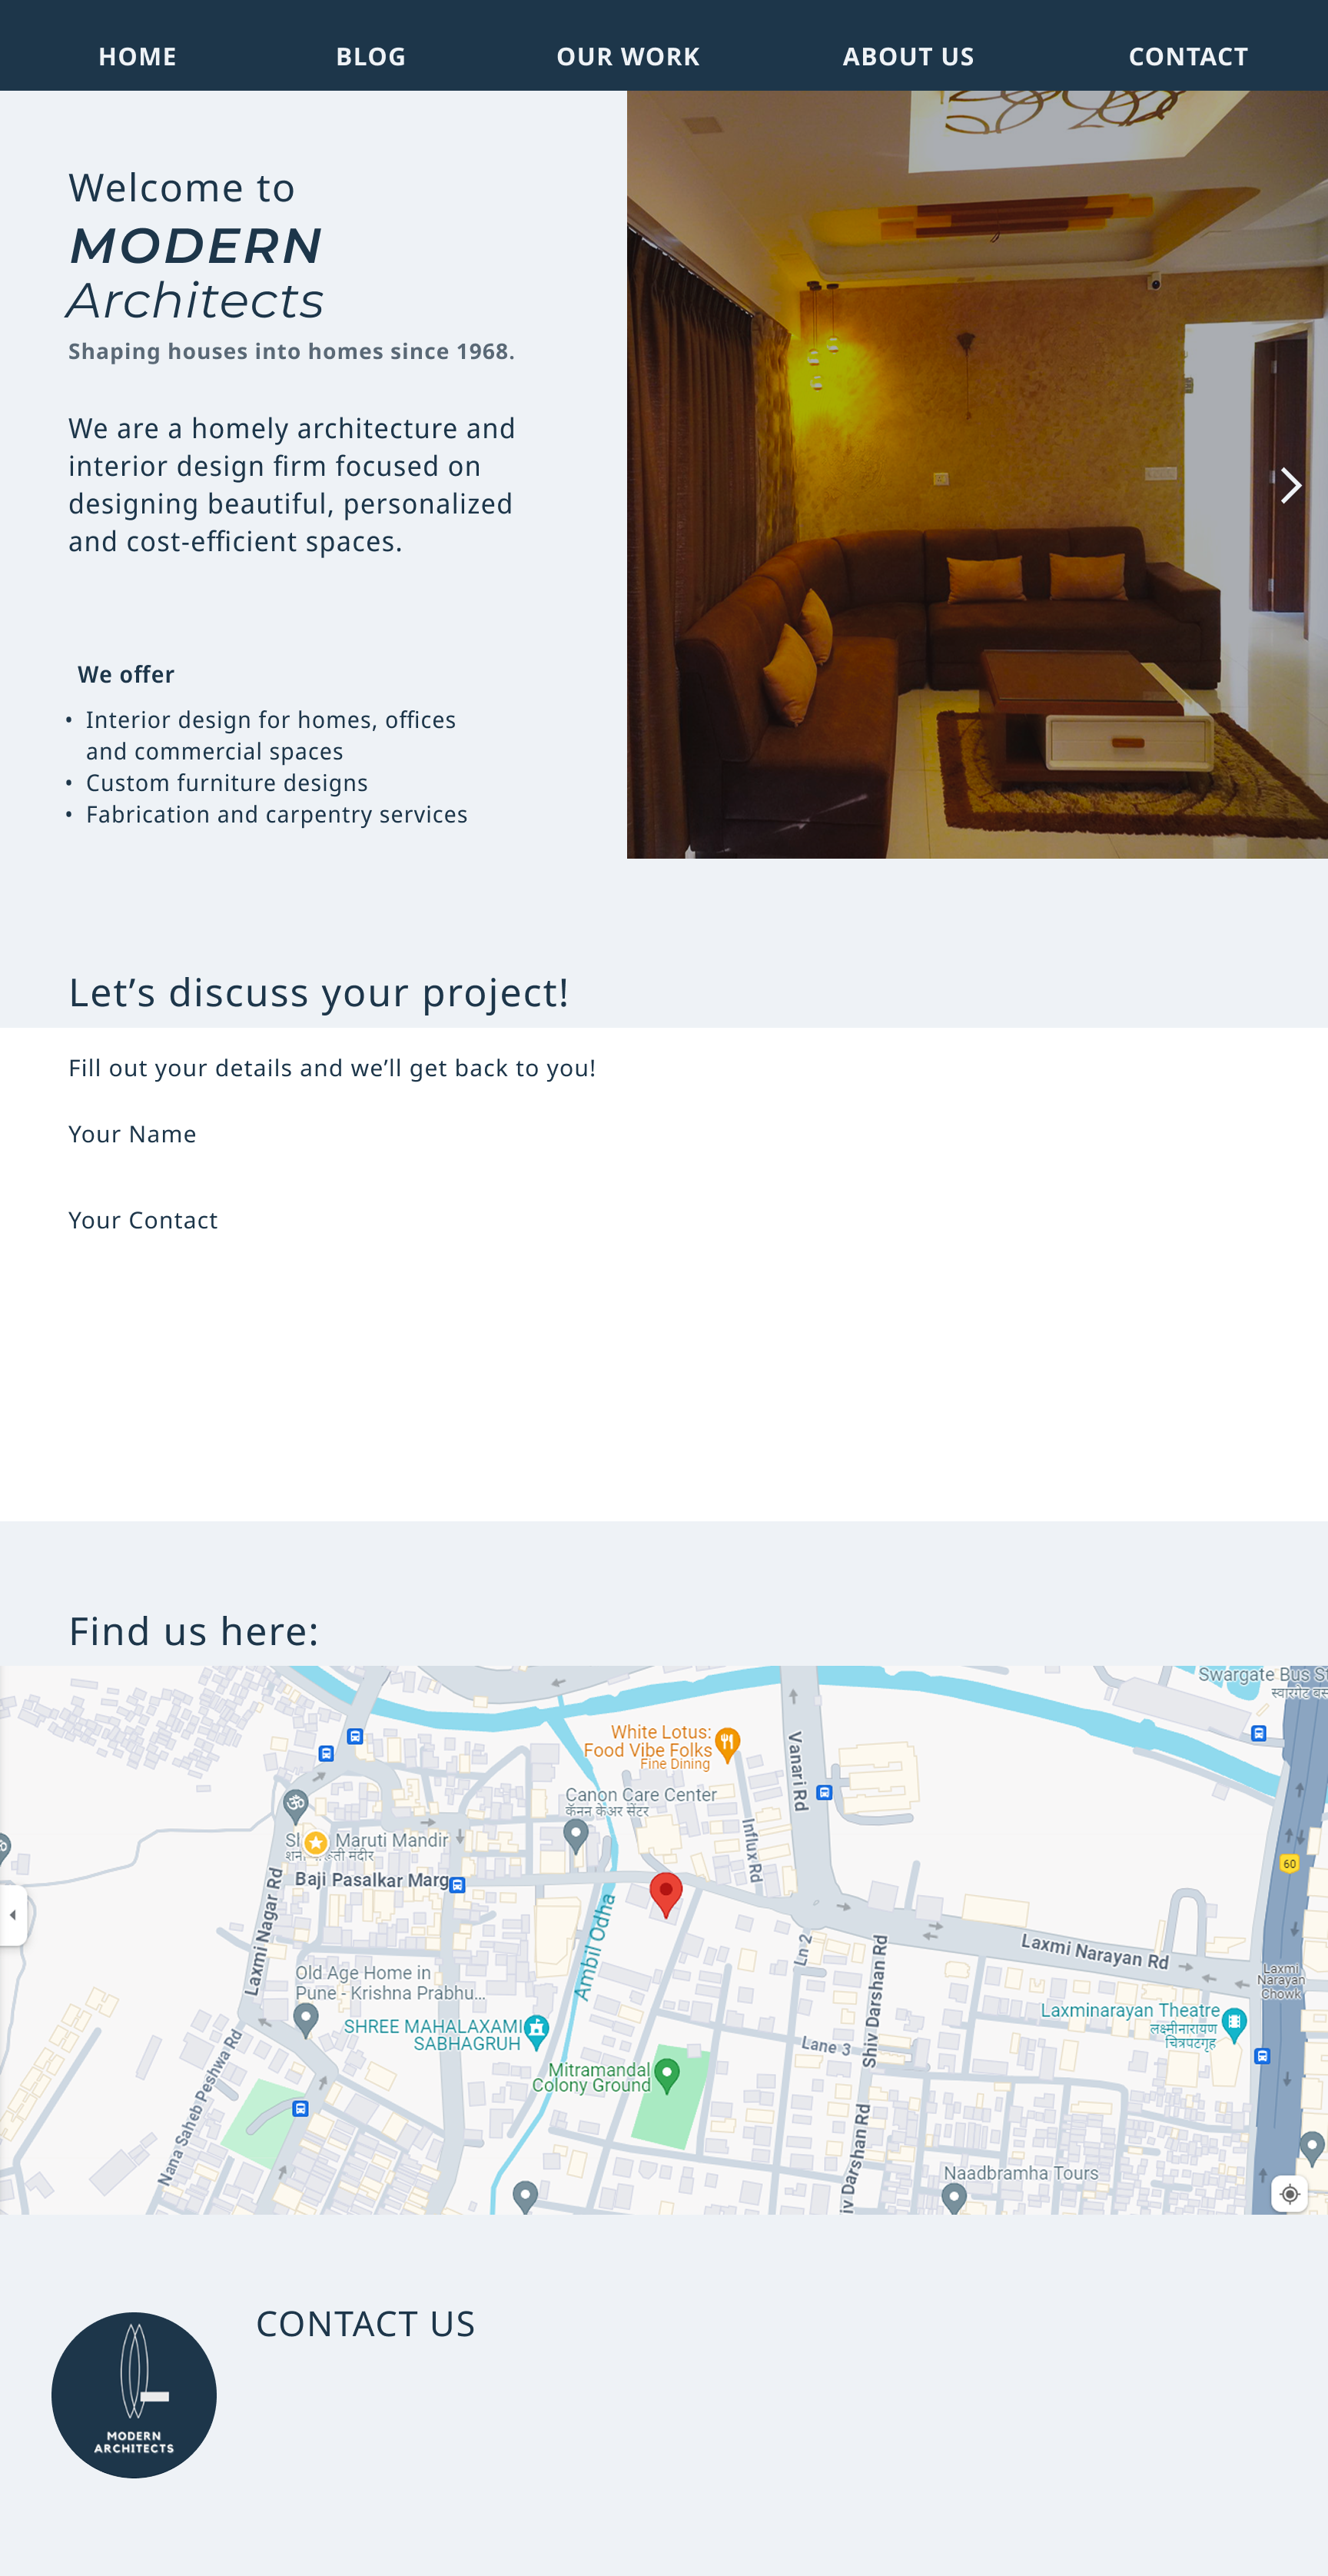 HOME
BLOG
OUR WORK
ABOUT US
CONTACT
Welcome to
MODERN
Architects
Shaping houses into homes since 1968.
We are a homely architecture and
interior design firm focused on
designing beautiful, personalized
and cost-efficient spaces.
We offer
• Interior design for homes, offices
and commercial spaces
• Custom furniture designs
• Fabrication and carpentry services
Let’s discuss your project!
Fill out your details and we’ll get back to you!
Your Name
Your Contact
Find us here:
Swargate Bus St
स्वारगेट बस
White Lotus:
Food Vibe Folks
Fine Dining
Vanari Rd
Canon Care Center
कॅनन केअर सेंटर
Influx Rd
Maruti Mandir
मंदीर
Baji Pasalkar Marg
60
Laxmi Nagar Rd
Ambil Odha
Ln 2
Laxmi Narayan Rd
Shiv Darshan Rd
Laxmi
Narayan
Chowk
Old Age Home in
Pune - Krishna Prabhu...
Laxminarayan Theatre
लक्ष्मीनारायण
चित्रपटगृह
SHREE MAHALAXAMI
SABHAGRUH
Lane 3
Nana Saheb Peshwa Rd
Mitramandal
Colony Ground
iv Darshan Rd
Naadbramha Tours
CONTACT US
MODERN
ARCHITECTS